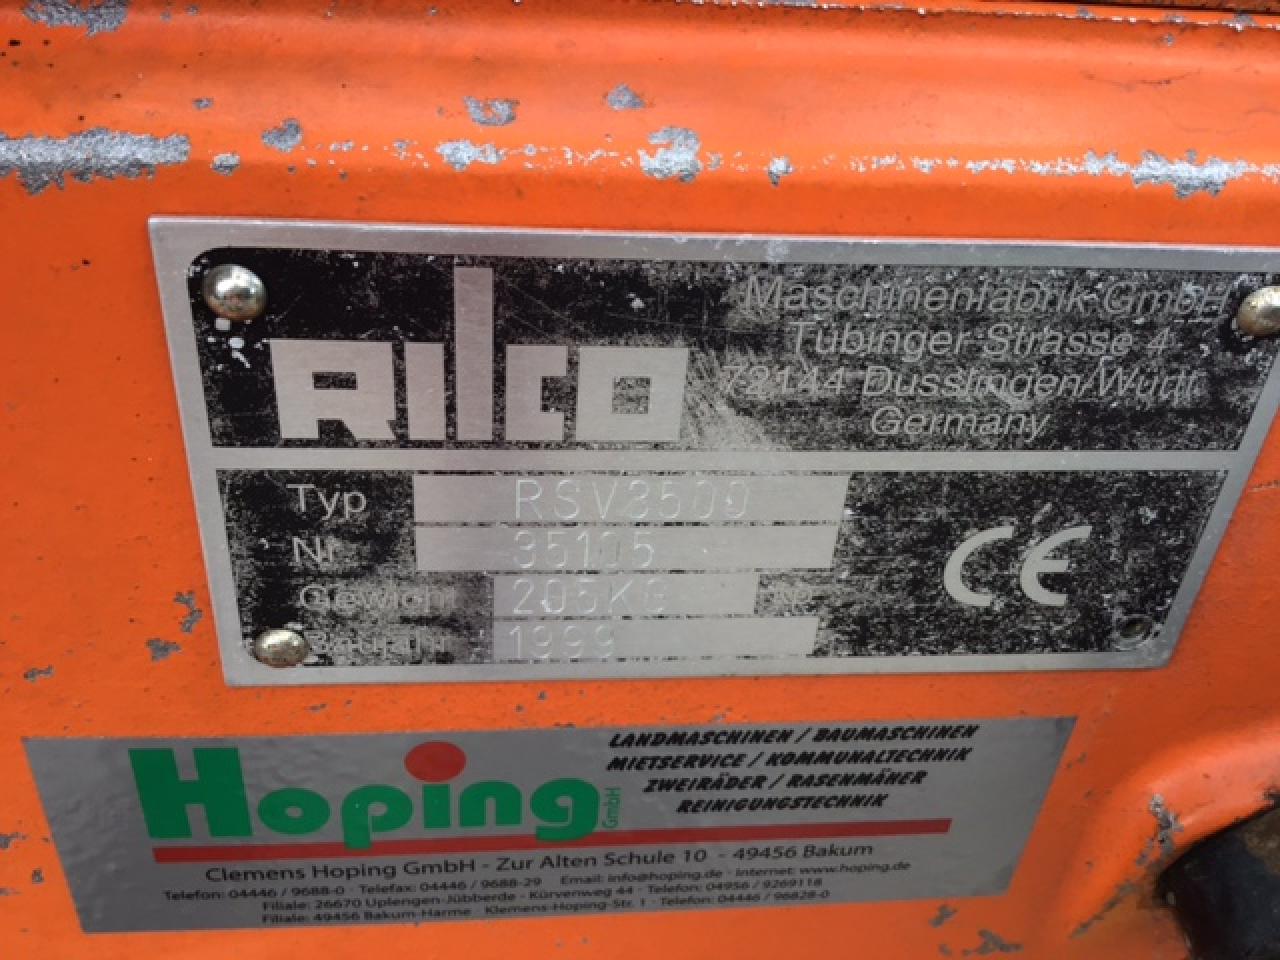 RILCO
Maschinenfabrik GmbH
Tübinger Strasse 4
72144 Dusslingen/Württ
Germany
Typ RSV3500
Nr 35105
Gewicht 205KG KG
Baujahr 1999
CE
Hoping GmbH
LANDMASCHINEN / BAUMASCHINEN
MIETSERVICE / KOMMUNALTECHNIK
ZWEIRÄDER / RASENMÄHER
REINIGUNGSTECHNIK
Clemens Hoping GmbH - Zur Alten Schule 10 - 49456 Bakum
Telefon: 04446 / 9688-0 · Telefax: 04446 / 9688-29 Email: info@hoping.de · Internet: www.hoping.de
Filiale: 26670 Uplengen-Jübberde - Kürvenweg 44 · Telefon: 04956 / 9269118
Filiale: 49456 Bakum-Harme · Klemens-Hoping-Str. 1 · Telefon: 04446 / 96828-0